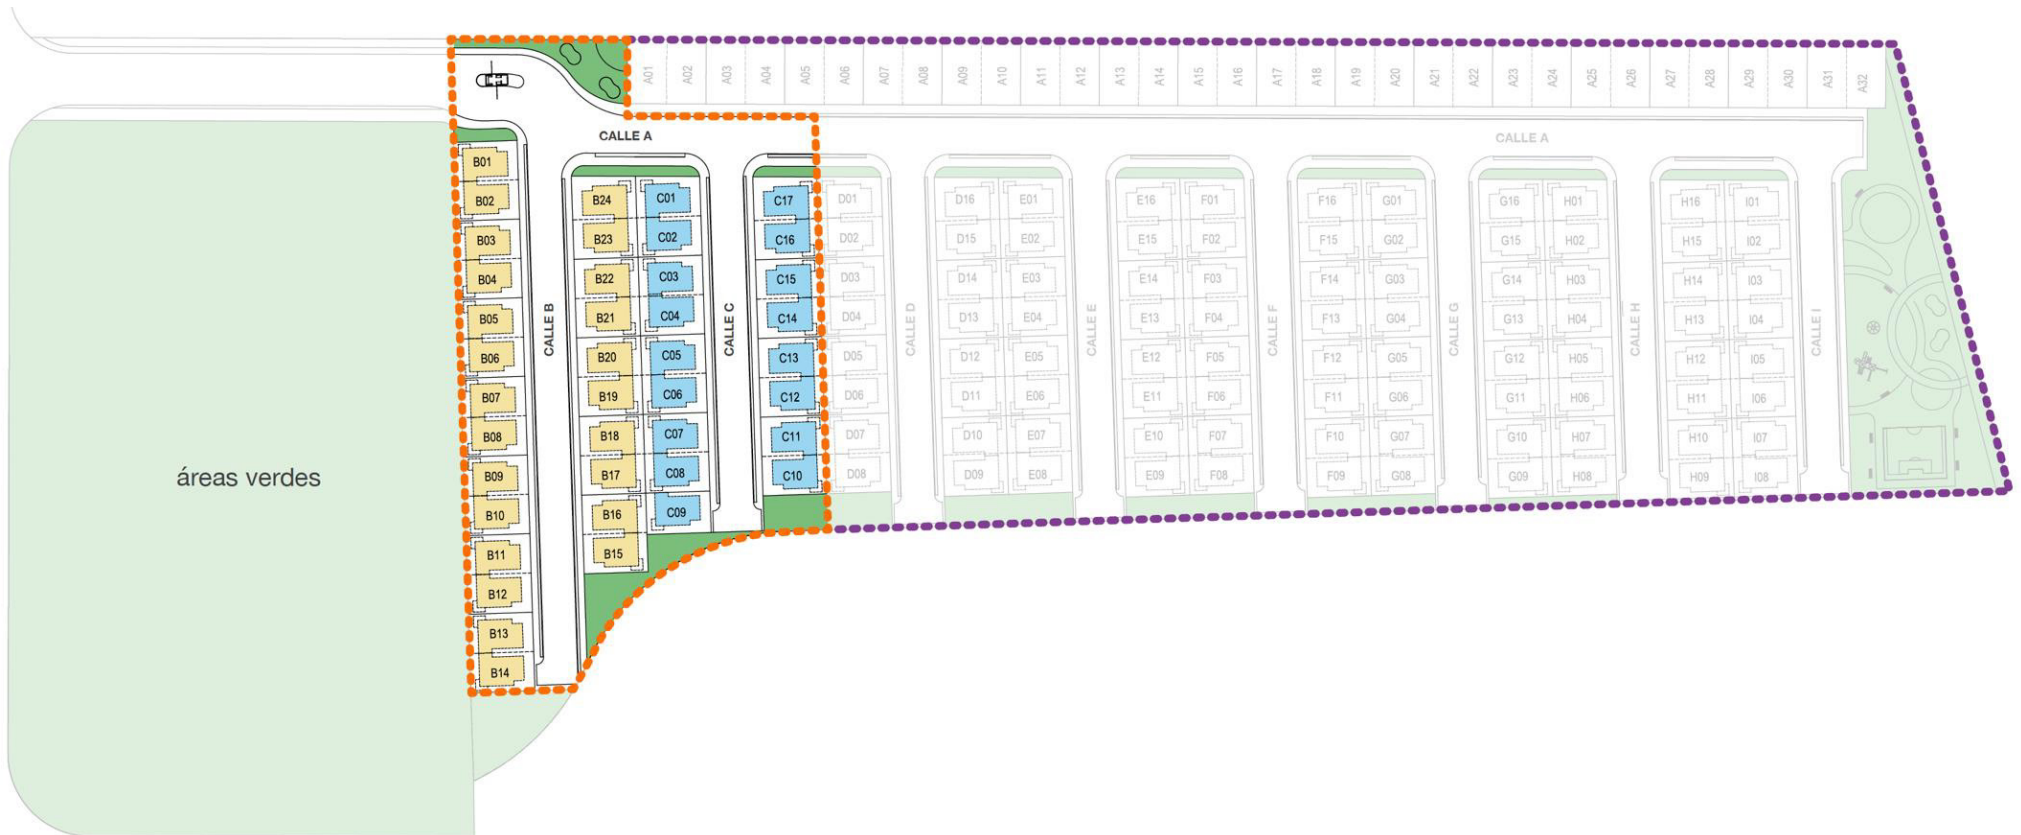 A01 A02 A03 A04 A05 A06 A07 A08 A09 A10 A11 A12 A13 A14 A15 A16 A17 A18 A19 A20 A21 A22 A23 A24 A25 A26 A27 A28 A29 A30 A31 A32
CALLE A
CALLE A
B01
B02
B03
B04
B05
B06
B07
B08
B09
B10
B11
B12
B13
B14
CALLE B
B24
B23
B22
B21
B20
B19
B18
B17
B16
B15
C01
C02
C03
C04
C05
C06
C07
C08
C09
CALLE C
C17
C16
C15
C14
C13
C12
C11
C10
D01
D02
D03
D04
D05
D06
D07
D08
CALLE D
D16
D15
D14
D13
D12
D11
D10
D09
E01
E02
E03
E04
E05
E06
E07
E08
CALLE E
E16
E15
E14
E13
E12
E11
E10
E09
F01
F02
F03
F04
F05
F06
F07
F08
CALLE F
F16
F15
F14
F13
F12
F11
F10
F09
G01
G02
G03
G04
G05
G06
G07
G08
CALLE G
G16
G15
G14
G13
G12
G11
G10
G09
H01
H02
H03
H04
H05
H06
H07
H08
CALLE H
H16
H15
H14
H13
H12
H11
H10
H09
I01
I02
I03
I04
I05
I06
I07
I08
CALLE I
áreas verdes